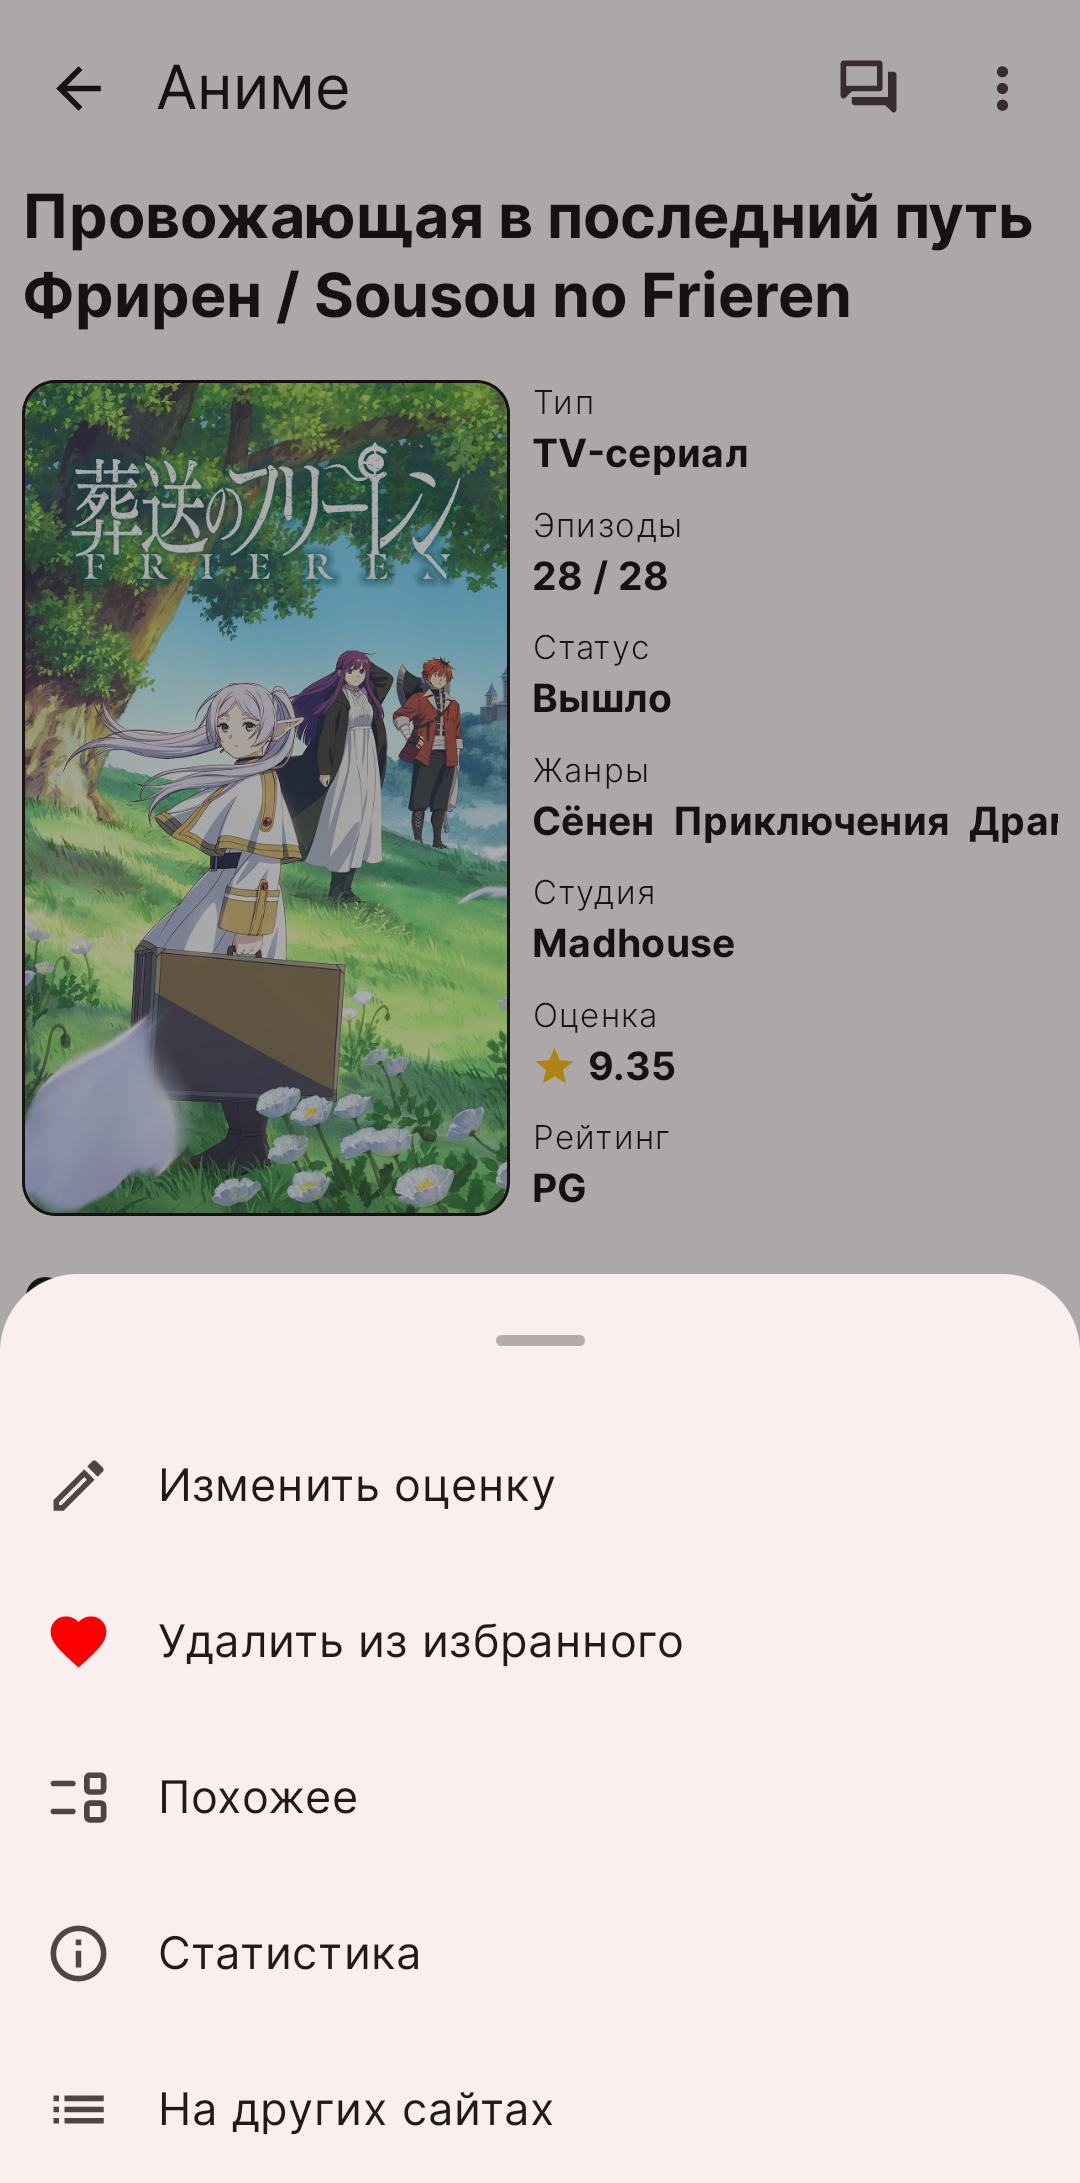 Аниме
Провожающая в последний путь
Фрирен / Sousou no Frieren
葬送のフリーレン
FRIEREN
Тип
TV-сериал
Эпизоды
28 / 28
Статус
Вышло
Жанры
Сёнен Приключения
Студия
Madhouse
Оценка
9.35
Рейтинг
PG
Изменить оценку
Удалить из избранного
Похожее
Статистика
На других сайтах